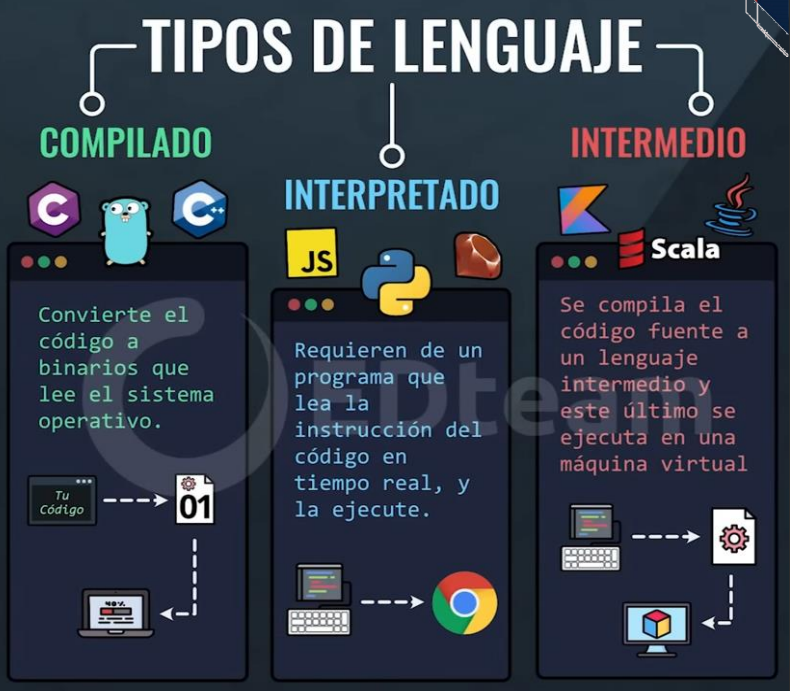 TIPOS DE LENGUAJE
COMPILADO
C
C++
Convierte el
código a
binarios que
lee el sistema
operativo.
Tu
Código
01
40%
INTERPRETADO
JS
Requieren de un
programa que
lea la
instrucción del
código en
tiempo real, y
la ejecute.
INTERMEDIO
Scala
Se compila el
código fuente a
un lenguaje
intermedio y
este último se
ejecuta en una
máquina virtual
EDteam